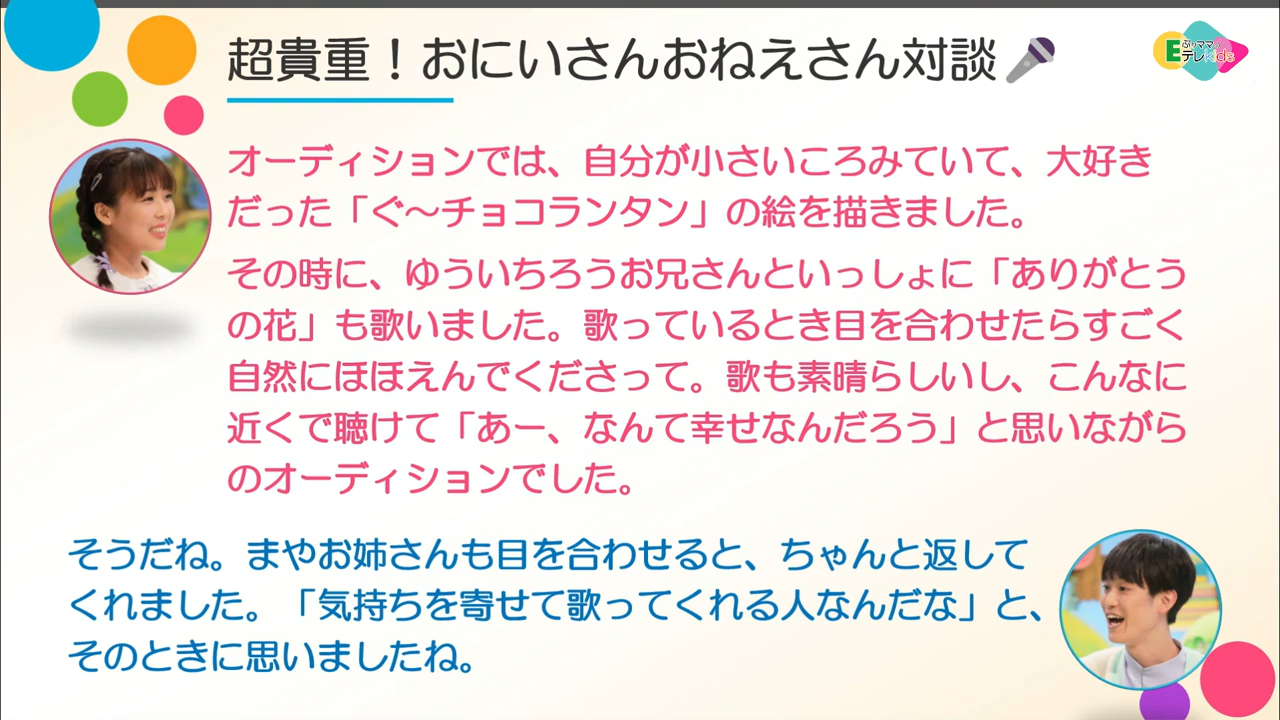 超貴重！おにいさんおねえさん対談🎤
ぷりママ
EテレKids
オーディションでは、自分が小さいころみていて、大好き
だった「ぐ～チョコランタン」の絵を描きました。
その時に、ゆういちろうお兄さんといっしょに「ありがとう
の花」も歌いました。歌っているとき目を合わせたらすごく
自然にほほえんでくださって。歌も素晴らしいし、こんなに
近くで聴けて「あー、なんて幸せなんだろう」と思いながら
のオーディションでした。
そうだね。まやお姉さんも目を合わせると、ちゃんと返して
くれました。「気持ちを寄せて歌ってくれる人なんだな」と、
そのときに思いましたね。